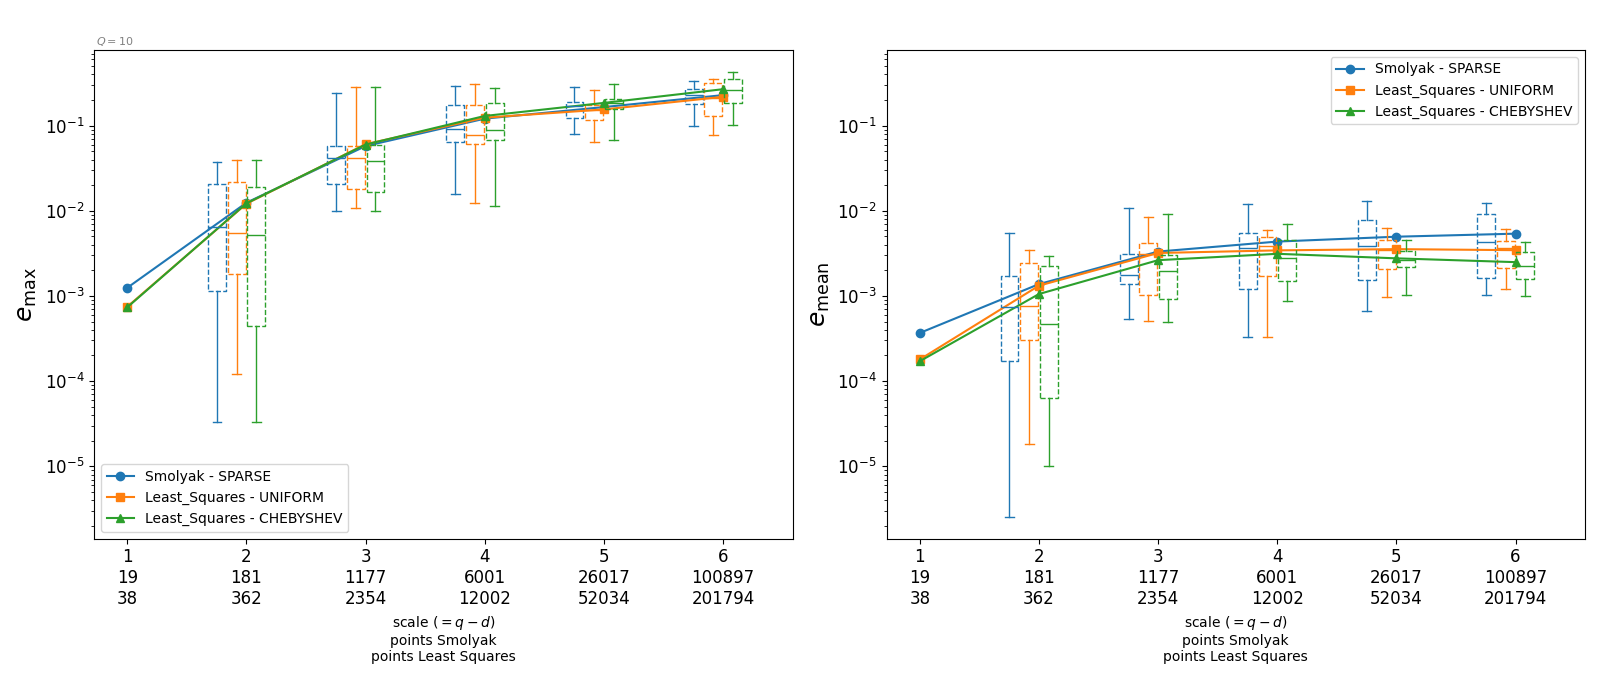 Q = 10
e_max
10^-1
10^-2
10^-3
10^-4
10^-5
Smolyak - SPARSE
Least_Squares - UNIFORM
Least_Squares - CHEBYSHEV
1 2 3 4 5 6
19 181 1177 6001 26017 100897
38 362 2354 12002 52034 201794
scale (= q − d)
points Smolyak
points Least Squares
e_mean
10^-1
10^-2
10^-3
10^-4
10^-5
Smolyak - SPARSE
Least_Squares - UNIFORM
Least_Squares - CHEBYSHEV
1 2 3 4 5 6
19 181 1177 6001 26017 100897
38 362 2354 12002 52034 201794
scale (= q − d)
points Smolyak
points Least Squares